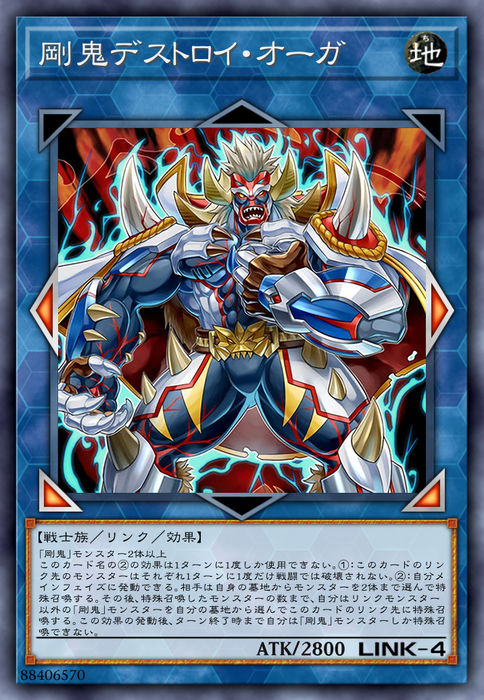 剛鬼デストロイ・オーガ
地
ち
【戦士族／リンク／効果】
「剛鬼」モンスター2体以上
このカード名の②の効果は1ターンに1度しか使用できない。①：このカードのリン
ク先のモンスターはそれぞれ1ターンに1度だけ戦闘では破壊されない。②：自分メ
インフェイズに発動できる。相手は自身の墓地からモンスターを2体まで選んで特
殊召喚する。その後、特殊召喚したモンスターの数まで、自分はリンクモンスター
以外の「剛鬼」モンスターを自分の墓地から選んでこのカードのリンク先に特殊召
喚する。この効果の発動後、ターン終了時まで自分は「剛鬼」モンスターしか特殊召
喚できない。
ATK/2800 LINK-4
88406570